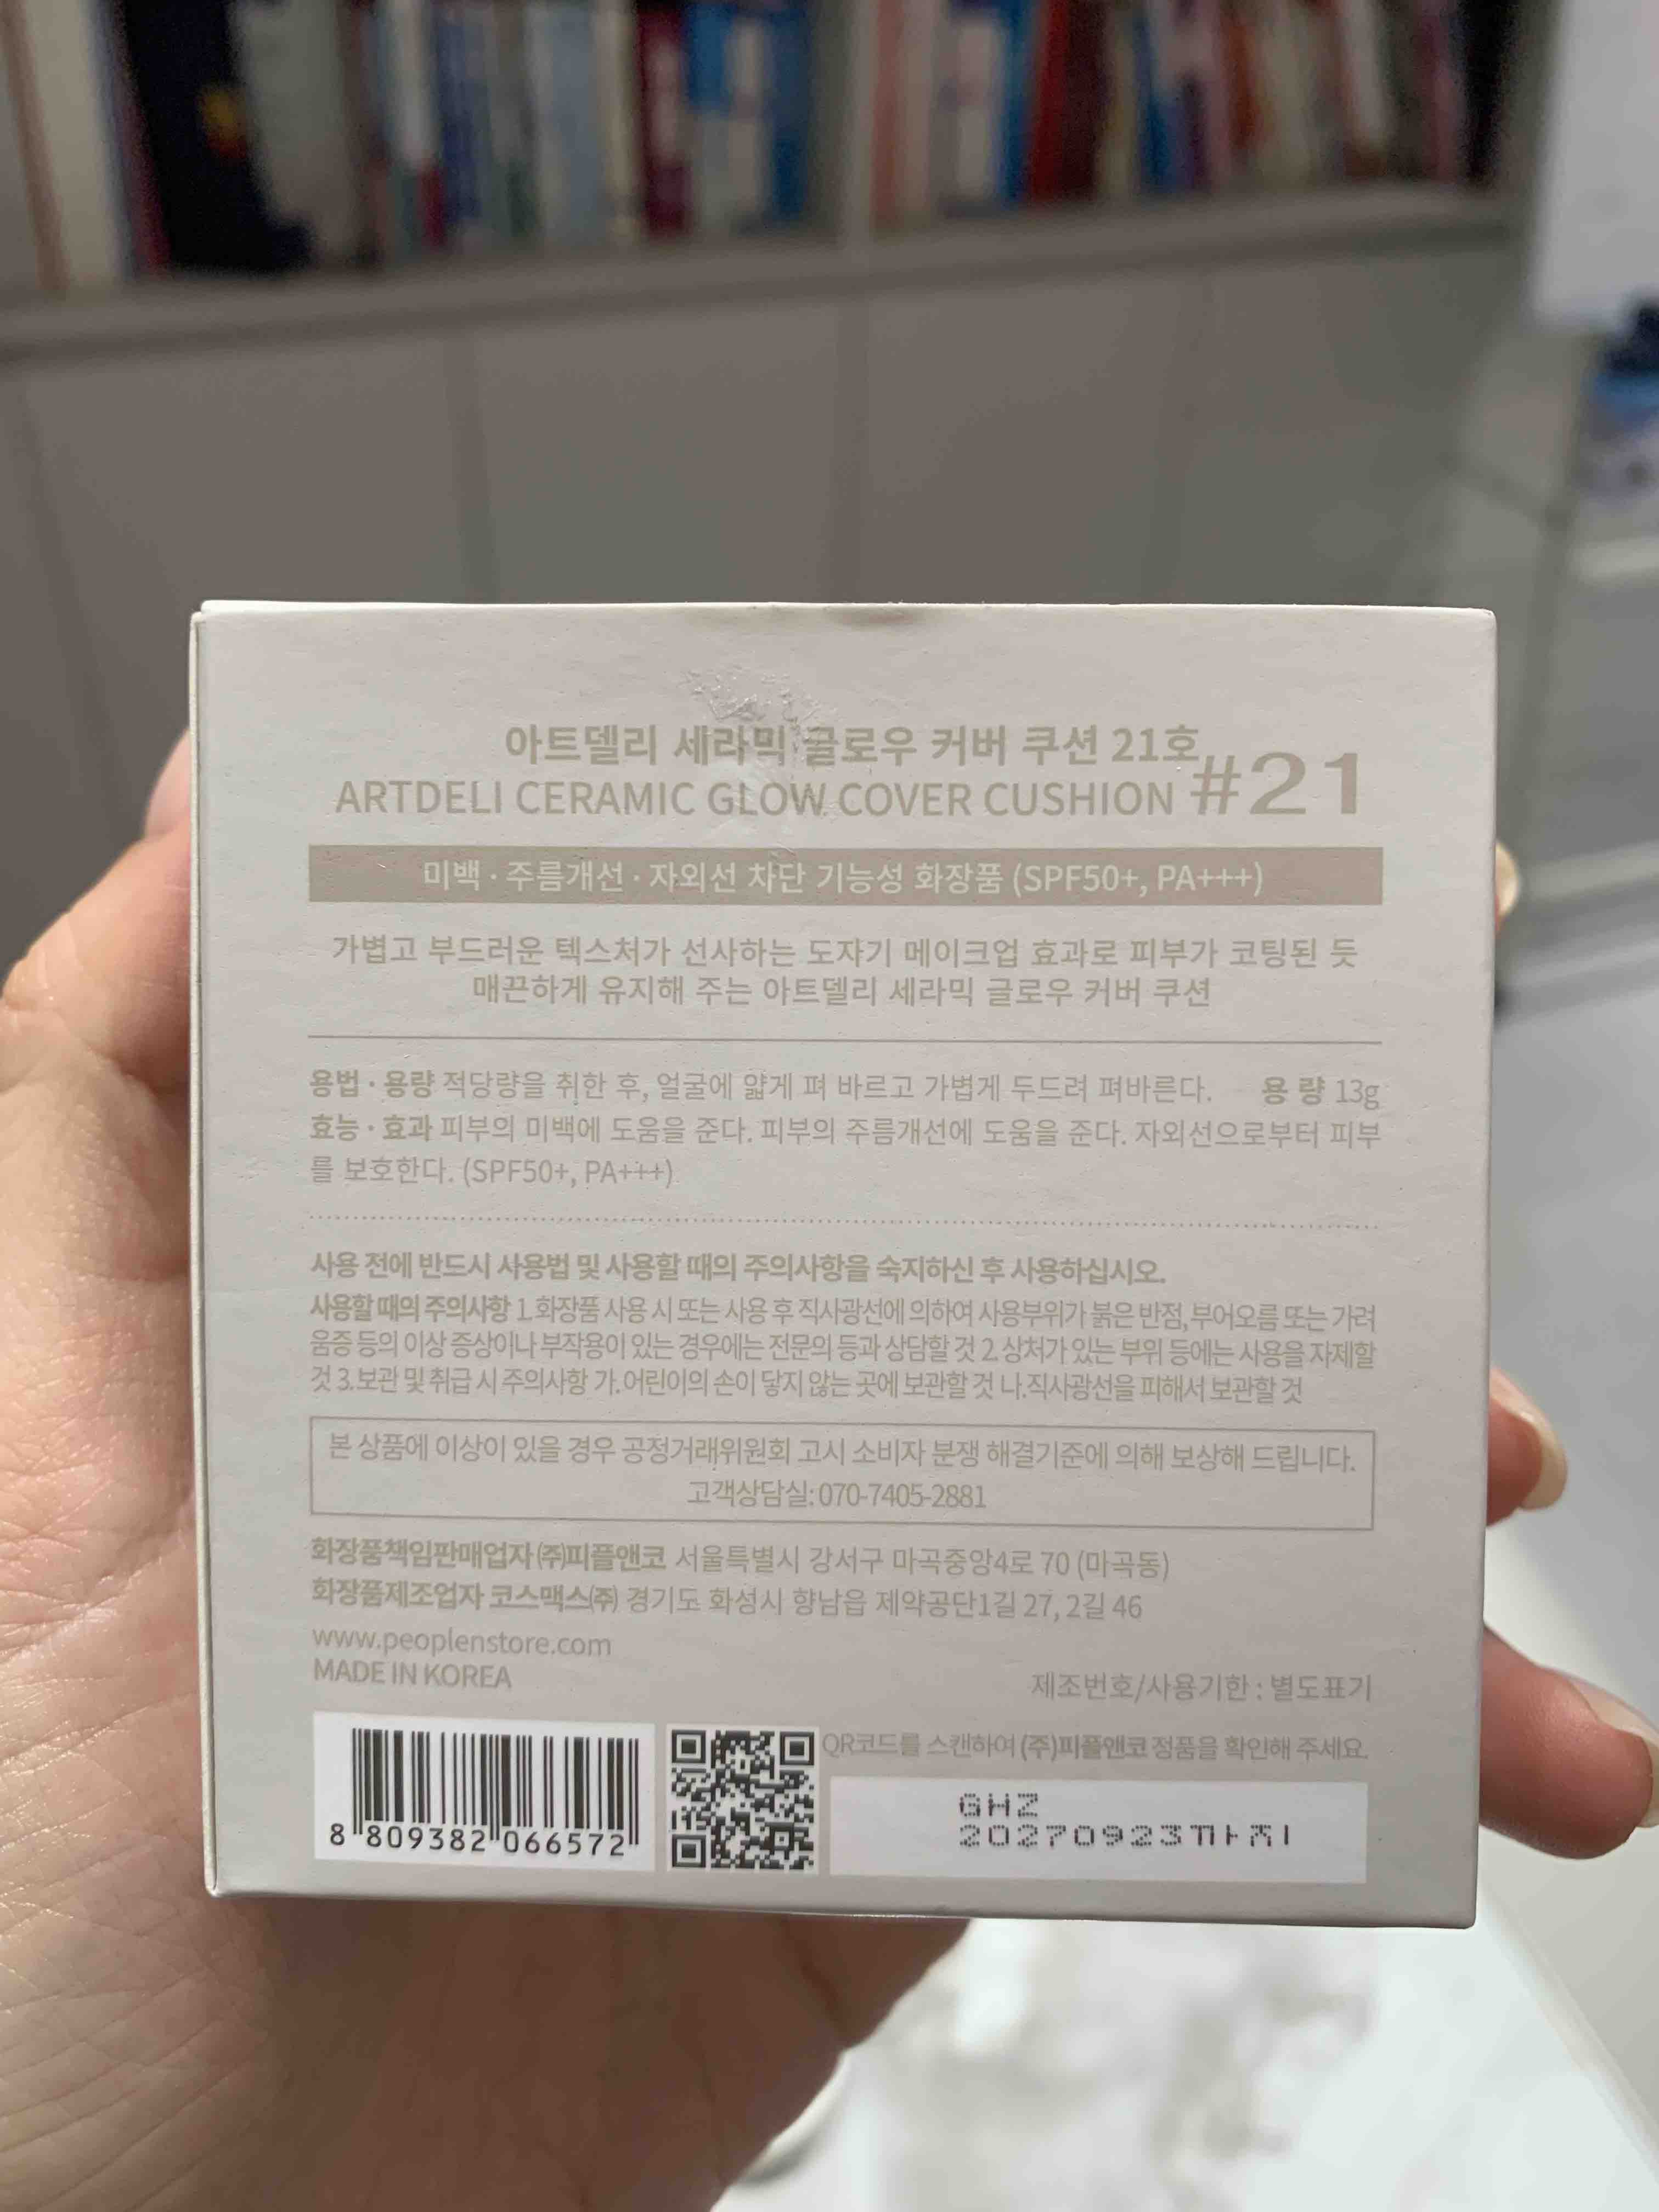 아트델리 세라믹 글로우 커버 쿠션 21호
ARTDELI CERAMIC GLOW COVER CUSHION #21
미백 · 주름개선 · 자외선 차단 기능성 화장품 (SPF50+, PA+++)
가볍고 부드러운 텍스처가 선사하는 도쟈기 메이크업 효과로 피부가 코팅된 듯
매끈하게 유지해 주는 아트델리 세라믹 글로우 커버 쿠션
용법 · 용량 적당량을 취한 후, 얼굴에 얇게 펴 바르고 가볍게 두드려 펴바른다. 용 량 13g
효능 · 효과 피부의 미백에 도움을 준다. 피부의 주름개선에 도움을 준다. 자외선으로부터 피부
를 보호한다. (SPF50+, PA+++)
사용 전에 반드시 사용법 및 사용할 때의 주의사항을 숙지하신 후 사용하십시오.
사용할 때의 주의사항 1. 화장품 사용 시 또는 사용 후 직사광선에 의하여 사용부위가 붉은 반점, 부어오름 또는 가려
움증 등의 이상 증상이나 부작용이 있는 경우에는 전문의 등과 상담할 것 2. 상처가 있는 부위 등에는 사용을 자제할
것 3. 보관 및 취급 시 주의사항 가. 어린이의 손이 닿지 않는 곳에 보관할 것 나. 직사광선을 피해서 보관할 것
본 상품에 이상이 있을 경우 공정거래위원회 고시 소비자 분쟁 해결기준에 의해 보상해 드립니다.
고객상담실: 070-7405-2881
화장품책임판매업자 (주)피플앤코 서울특별시 강서구 마곡중앙4로 70 (마곡동)
화장품제조업자 코스맥스(주) 경기도 화성시 향남읍 제약공단1길 27, 2길 46
www.peoplenstore.com
MADE IN KOREA
제조번호/사용기한 : 별도표기
QR코드를 스캔하여 (주)피플앤코 정품을 확인해 주세요.
GHZ
20270923까지
8 809382 066572